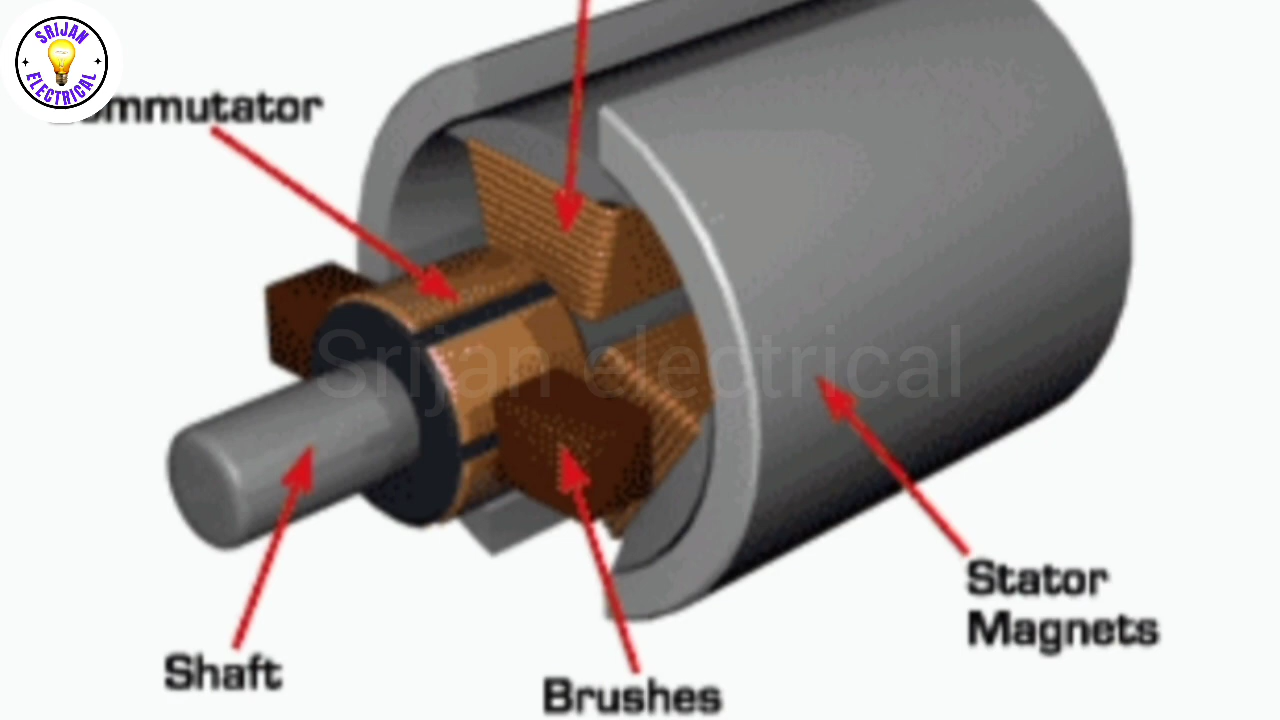 SRIJAN
ELECTRICAL
ommutator
Srijan electrical
Stator
Magnets
Shaft
Brushes